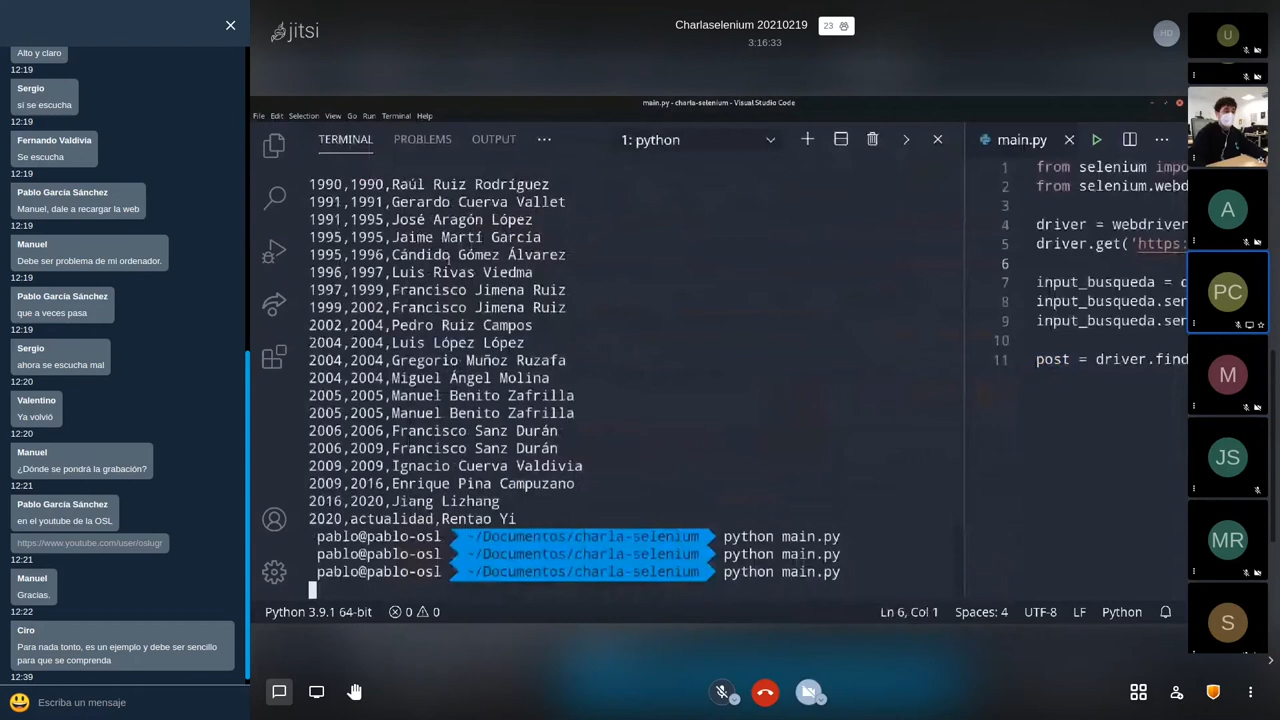 Alto y claro
12:19
Sergio
sí se escucha
12:19
Fernando Valdivia
Se escucha
12:19
Pablo García Sánchez
Manuel, dale a recargar la web
12:19
Manuel
Debe ser problema de mi ordenador.
12:19
Pablo García Sánchez
que a veces pasa
12:19
Sergio
ahora se escucha mal
12:20
Valentino
Ya volvió
12:20
Manuel
¿Dónde se pondrá la grabación?
12:21
Pablo García Sánchez
en el youtube de la OSL
https://www.youtube.com/user/oslugr
12:21
Manuel
Gracias.
12:22
Ciro
Para nada tonto, es un ejemplo y debe ser sencillo
para que se comprenda
12:39
Escriba un mensaje
jitsi
Charlaselenium 20210219 23
3:16:33
HD
main.py - charla-selenium - Visual Studio Code
File Edit Selection View Go Run Terminal Help
TERMINAL PROBLEMS OUTPUT ··· 1: python
1990,1990,Raúl Ruiz Rodríguez
1991,1991,Gerardo Cuerva Vallet
1991,1995,José Aragón López
1995,1995,Jaime Martí García
1995,1996,Cándido Gómez Álvarez
1996,1997,Luis Rivas Viedma
1997,1999,Francisco Jimena Ruiz
1999,2002,Francisco Jimena Ruiz
2002,2004,Pedro Ruiz Campos
2004,2004,Luis López López
2004,2004,Gregorio Muñoz Ruzafa
2004,2004,Miguel Ángel Molina
2005,2005,Manuel Benito Zafrilla
2005,2005,Manuel Benito Zafrilla
2006,2006,Francisco Sanz Durán
2006,2009,Francisco Sanz Durán
2009,2009,Ignacio Cuerva Valdivia
2009,2016,Enrique Pina Campuzano
2016,2020,Jiang Lizhang
2020,actualidad,Rentao Yi
pablo@pablo-osl ~/Documentos/charla-selenium python main.py
pablo@pablo-osl ~/Documentos/charla-selenium python main.py
pablo@pablo-osl ~/Documentos/charla-selenium python main.py
main.py
1 from selenium impo
2 from selenium.webd
3
4 driver = webdriver
5 driver.get('https:
6
7 input_busqueda = d
8 input_busqueda.sen
9 input_busqueda.sen
10
11 post = driver.find
Python 3.9.1 64-bit 0 0 Ln 6, Col 1 Spaces: 4 UTF-8 LF Python
U
A
PC
M
JS
MR
S